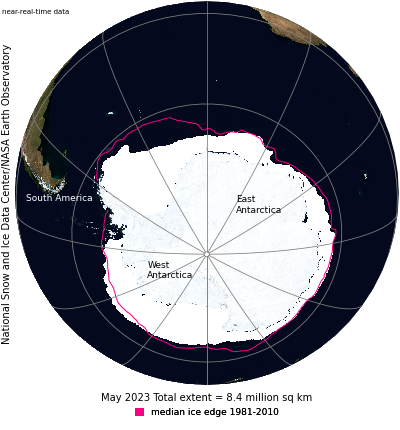 near-real-time data
National Snow and Ice Data Center/NASA Earth Observatory
South America
East
Antarctica
West
Antarctica
May 2023 Total extent = 8.4 million sq km
median ice edge 1981-2010